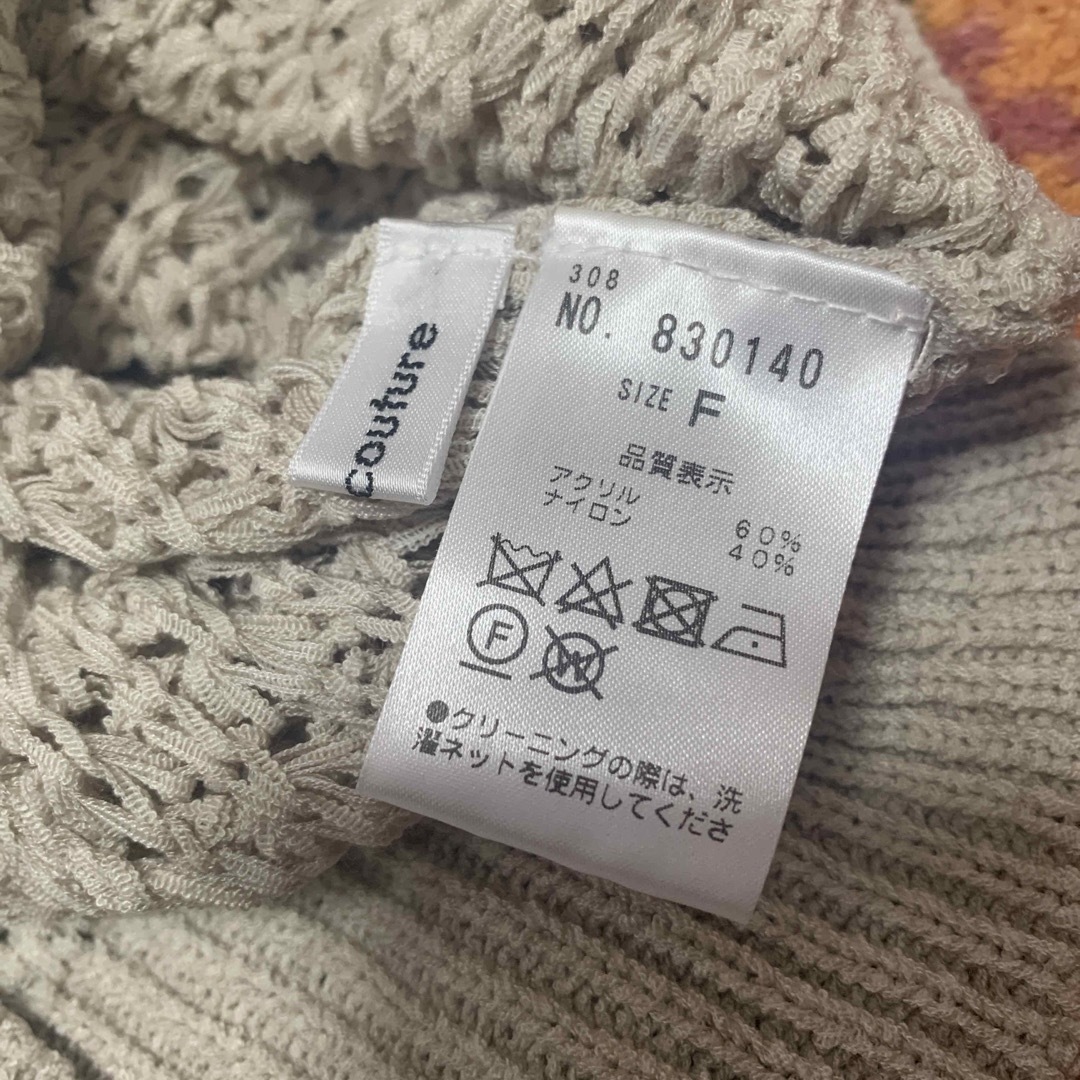 couture
308
NO. 830140
SIZE F
品質表示
アクリル 60%
ナイロン 40%
F
W
●クリーニングの際は、洗
濯ネットを使用してくださ